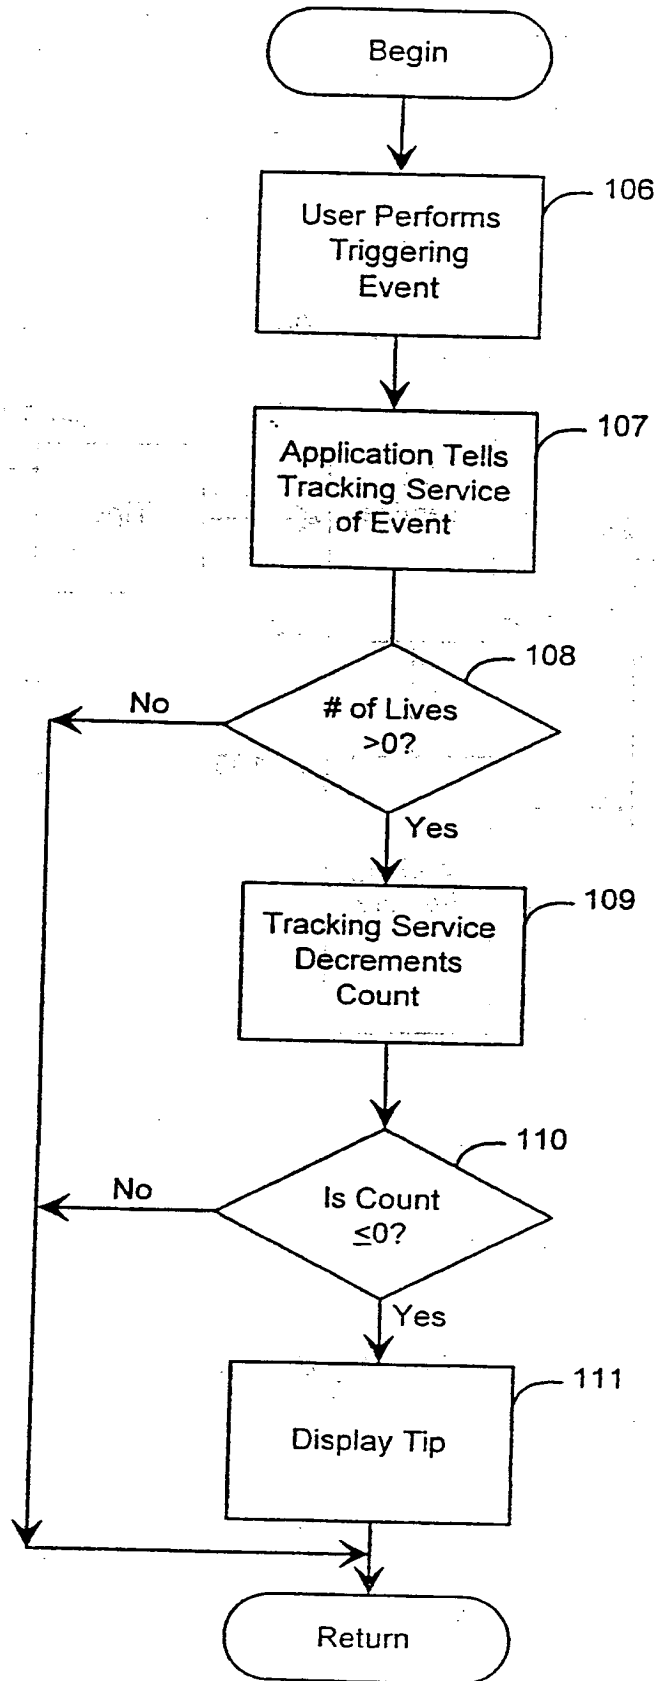 Begin
106
User Performs
Triggering
Event
107
Application Tells
Tracking Service
of Event
108
# of Lives
>0?
No
Yes
109
Tracking Service
Decrements
Count
110
Is Count
≤0?
No
Yes
111
Display Tip
Return